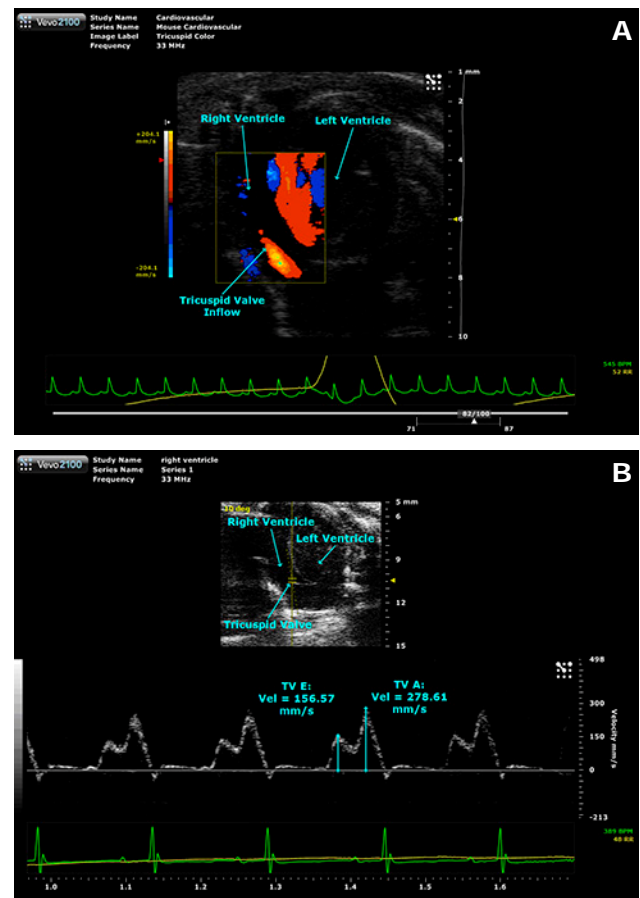 Vevo2100
Study Name Cardiovascular
Series Name Mouse Cardiovascular
Image Label Tricuspid Color
Frequency 33 MHz
A
1 mm
2
4
6
8
10
Right Ventricle
Left Ventricle
+204.1
mm/s
-204.1
mm/s
Tricuspid Valve
Inflow
545 BPM
52 RR
82/100
71
87
Vevo2100
Study Name right ventricle
Series Name Series 1
Frequency 33 MHz
B
5 mm
6
9
12
15
Right Ventricle
Left Ventricle
Tricuspid Valve
TV E:
Vel = 156.57
mm/s
TV A:
Vel = 278.61
mm/s
498
300
150
0
-213
Velocity mm/s
389 BPM
48 RR
1.0 1.1 1.2 1.3 1.4 1.5 1.6